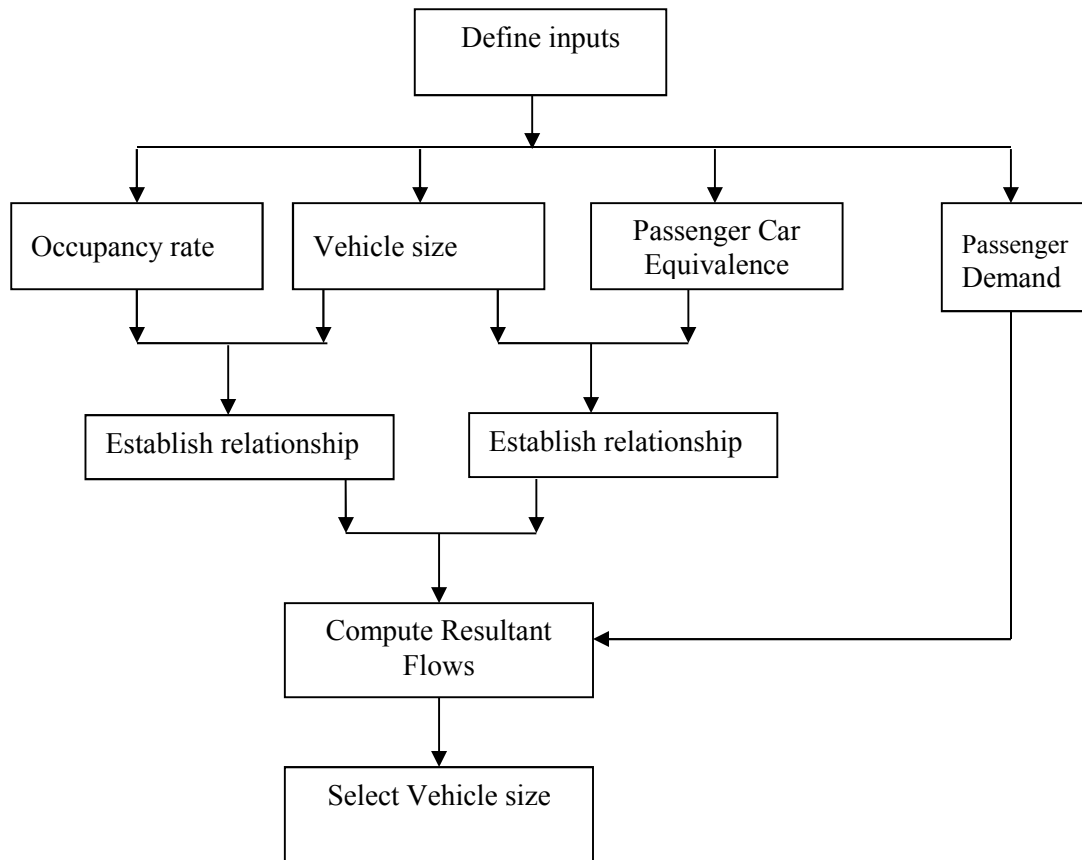 Define inputs
Occupancy rate
Vehicle size
Passenger Car
Equivalence
Passenger
Demand
Establish relationship
Establish relationship
Compute Resultant
Flows
Select Vehicle size